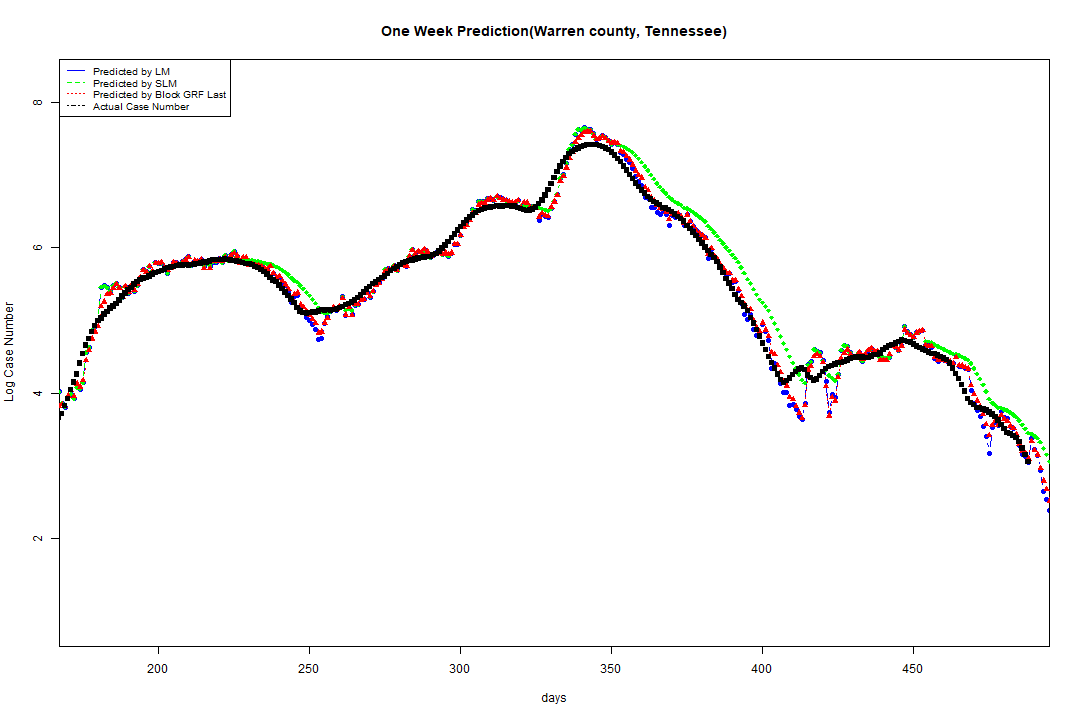 One Week Prediction(Warren county, Tennessee)
Predicted by LM
Predicted by SLM
Predicted by Block GRF Last
Actual Case Number
8
6
4
2
Log Case Number
200
250
300
350
400
450
days